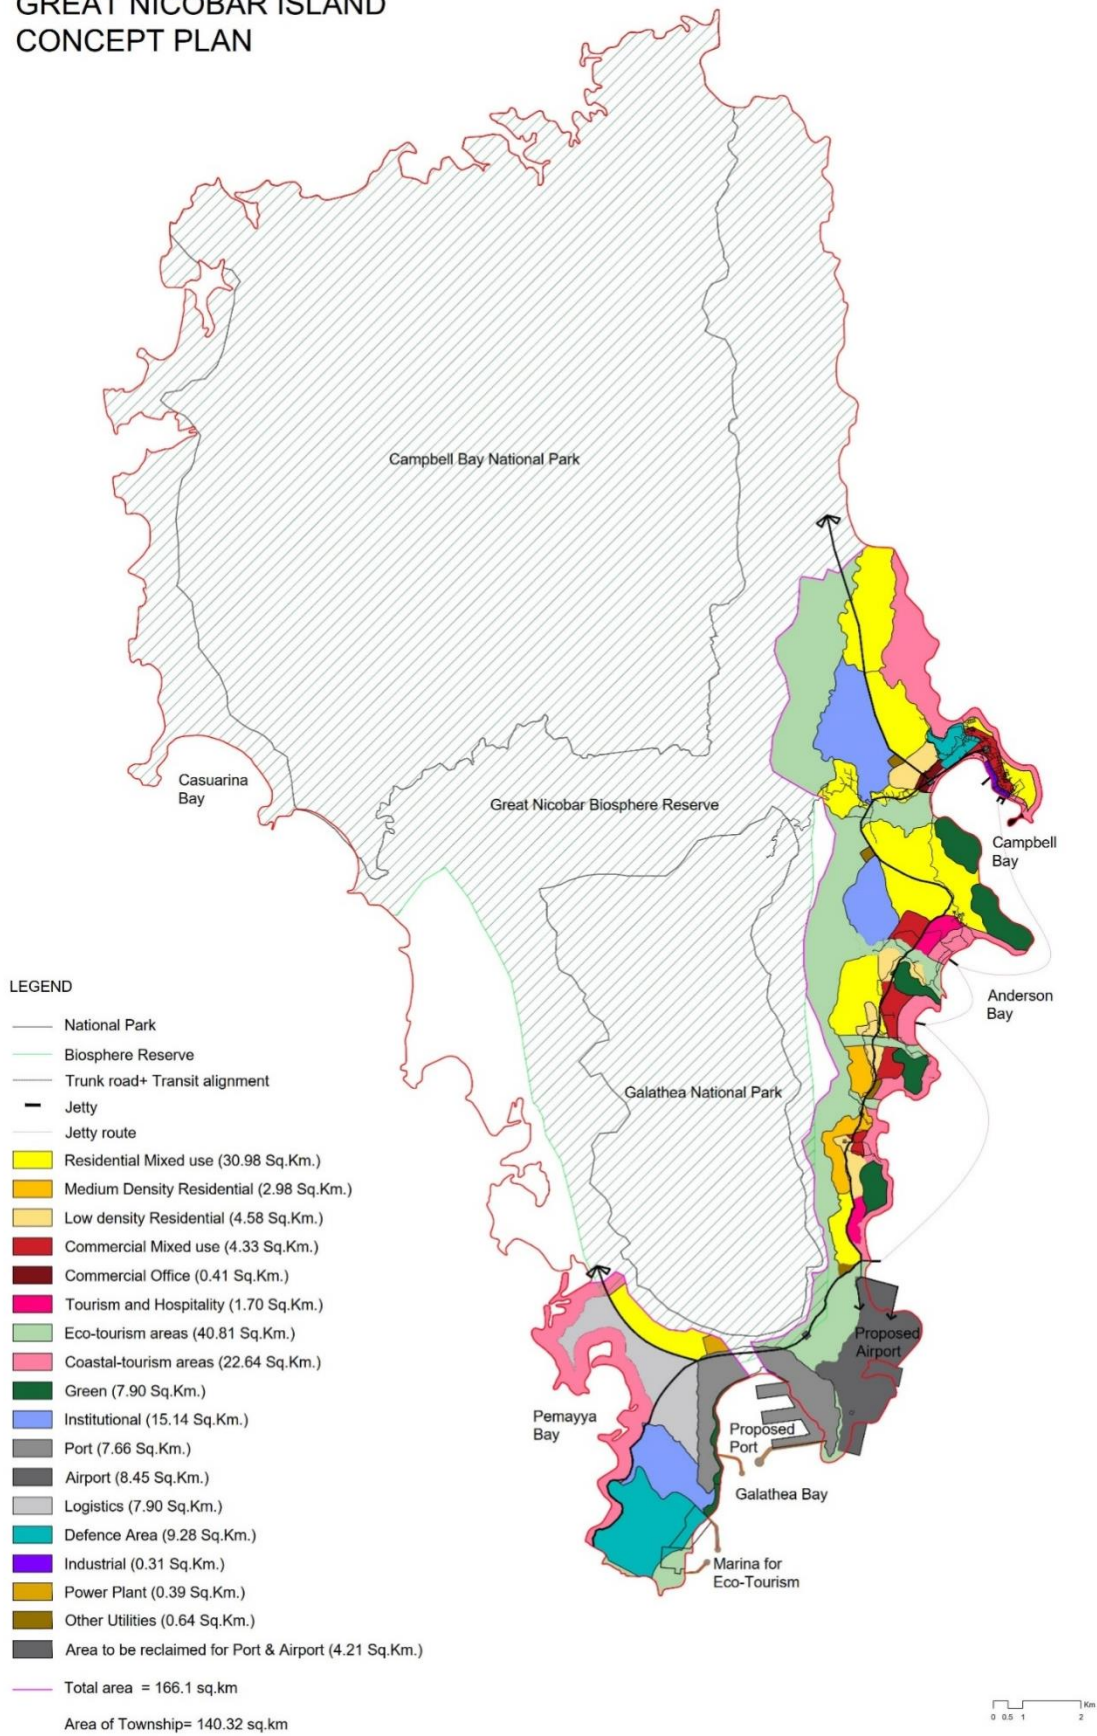 GREAT NICOBAR ISLAND
CONCEPT PLAN
Campbell Bay National Park
Casuarina
Bay
Great Nicobar Biosphere Reserve
Campbell
Bay
Anderson
Bay
Galathea National Park
Proposed
Airport
Pemayya
Bay
Proposed
Port
Galathea Bay
Marina for
Eco-Tourism
LEGEND
National Park
Biosphere Reserve
Trunk road+ Transit alignment
Jetty
Jetty route
Residential Mixed use (30.98 Sq.Km.)
Medium Density Residential (2.98 Sq.Km.)
Low density Residential (4.58 Sq.Km.)
Commercial Mixed use (4.33 Sq.Km.)
Commercial Office (0.41 Sq.Km.)
Tourism and Hospitality (1.70 Sq.Km.)
Eco-tourism areas (40.81 Sq.Km.)
Coastal-tourism areas (22.64 Sq.Km.)
Green (7.90 Sq.Km.)
Institutional (15.14 Sq.Km.)
Port (7.66 Sq.Km.)
Airport (8.45 Sq.Km.)
Logistics (7.90 Sq.Km.)
Defence Area (9.28 Sq.Km.)
Industrial (0.31 Sq.Km.)
Power Plant (0.39 Sq.Km.)
Other Utilities (0.64 Sq.Km.)
Area to be reclaimed for Port & Airport (4.21 Sq.Km.)
Total area = 166.1 sq.km
Area of Township= 140.32 sq.km
Km
0 0.5 1 2